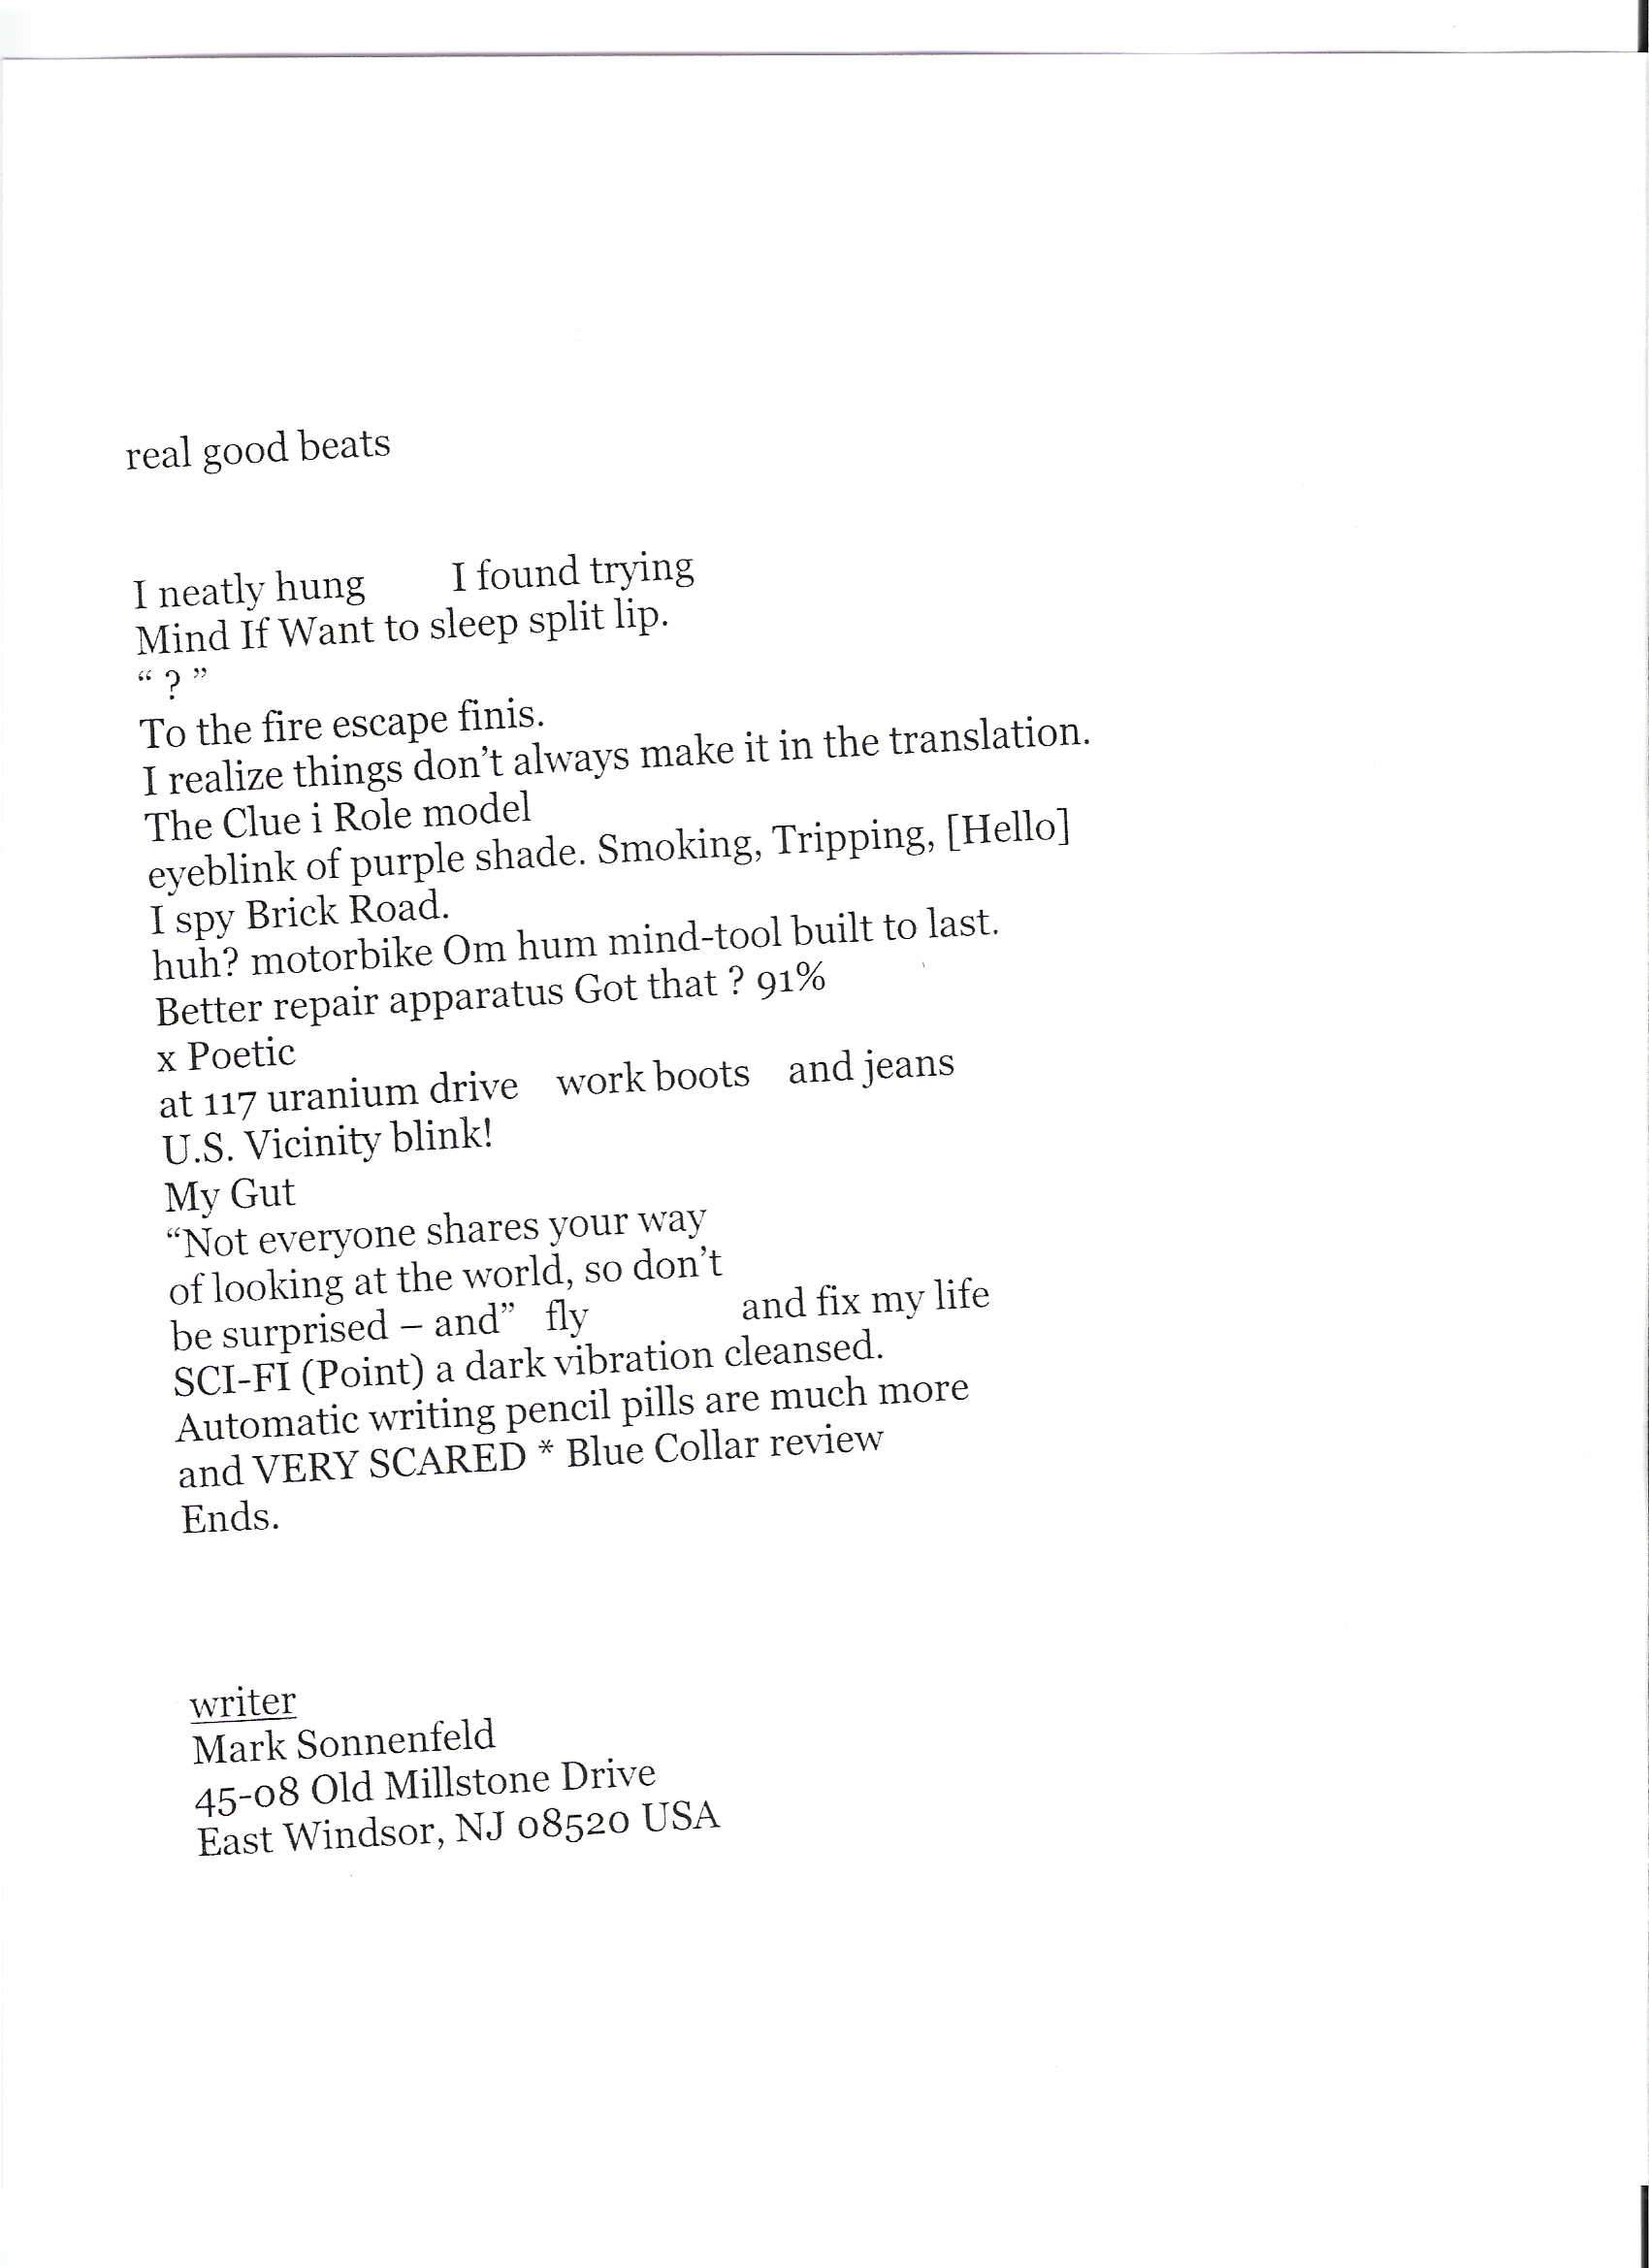 real good beats
I neatly hung I found trying
Mind If Want to sleep split lip.
“ ? ”
To the fire escape finis.
I realize things don’t always make it in the translation.
The Clue i Role model
eyeblink of purple shade. Smoking, Tripping, [Hello]
I spy Brick Road.
huh? motorbike Om hum mind-tool built to last.
Better repair apparatus Got that ? 91%
x Poetic
at 117 uranium drive work boots and jeans
U.S. Vicinity blink!
My Gut
“Not everyone shares your way
of looking at the world, so don’t
be surprised – and” fly and fix my life
SCI-FI (Point) a dark vibration cleansed.
Automatic writing pencil pills are much more
and VERY SCARED * Blue Collar review
Ends.
writer
Mark Sonnenfeld
45-08 Old Millstone Drive
East Windsor, NJ 08520 USA